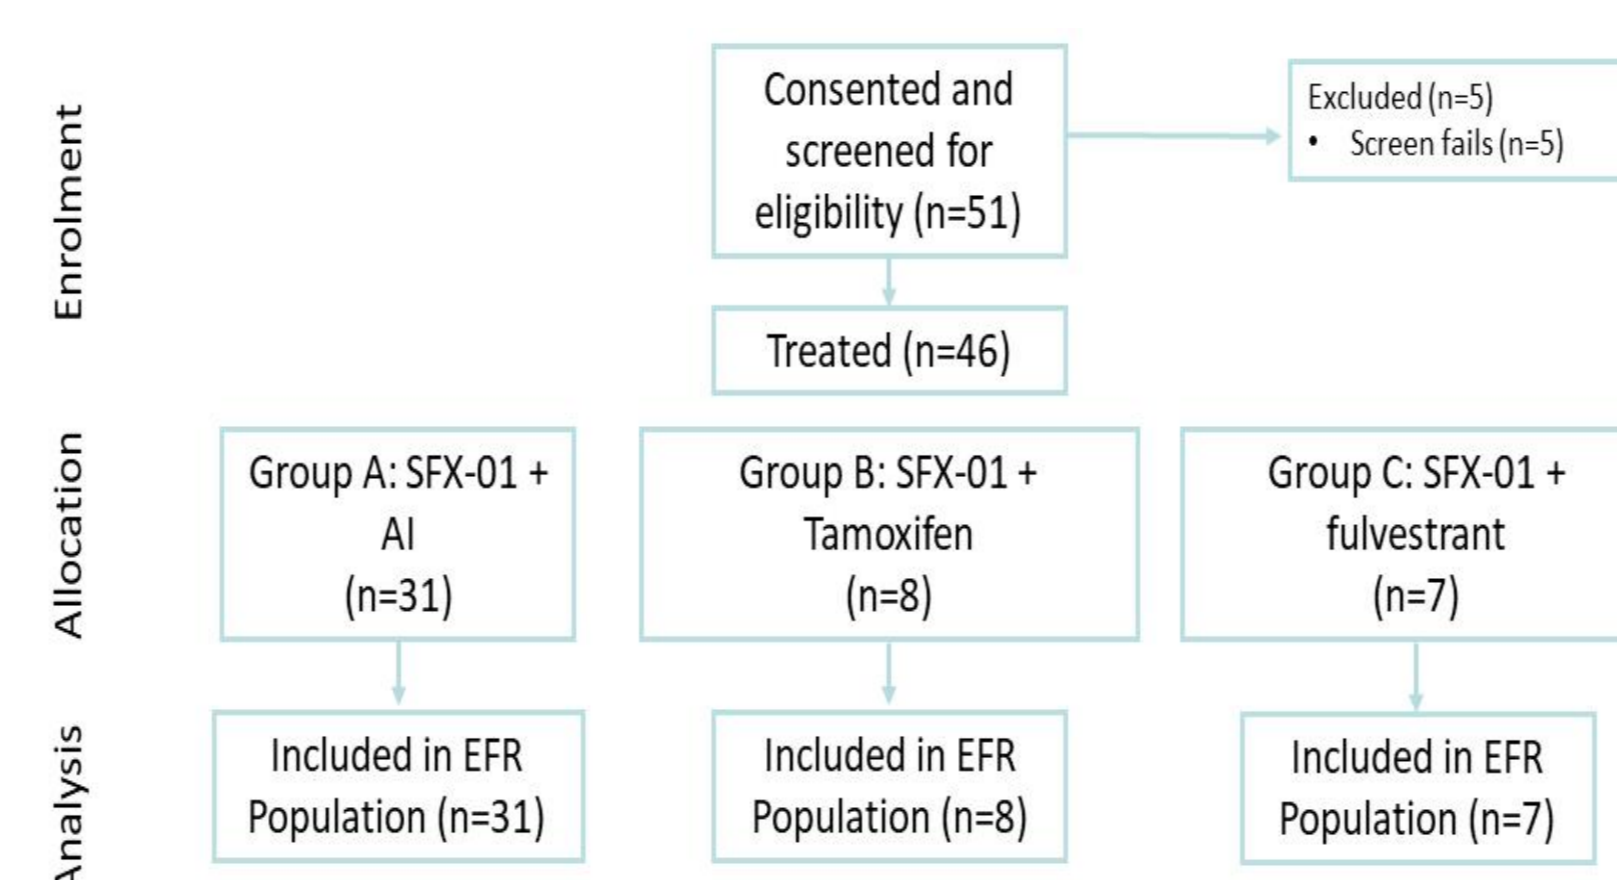 Enrolment
Consented and
screened for
eligibility (n=51)
Excluded (n=5)
• Screen fails (n=5)
Treated (n=46)
Allocation
Group A: SFX-01 +
AI
(n=31)
Group B: SFX-01 +
Tamoxifen
(n=8)
Group C: SFX-01 +
fulvestrant
(n=7)
Analysis
Included in EFR
Population (n=31)
Included in EFR
Population (n=8)
Included in EFR
Population (n=7)